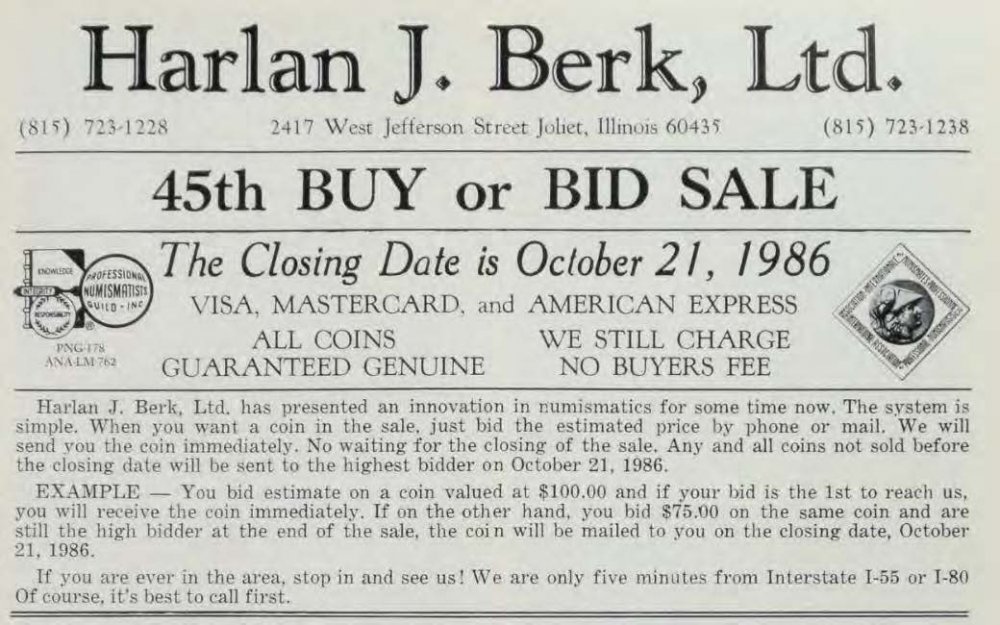 Harlan J. Berk, Ltd.
(815) 723-1228 2417 West Jefferson Street Joliet, Illinois 60435 (815) 723-1238
45th BUY or BID SALE
The Closing Date is October 21, 1986
VISA, MASTERCARD, and AMERICAN EXPRESS
ALL COINS
GUARANTEED GENUINE
WE STILL CHARGE
NO BUYERS FEE
KNOWLEDGE
INTEGRITY
RESPONSIBILITY
PROFESSIONAL
NUMISMATISTS
GUILD - INC
®
PNG-178
ANA-LM 762
Harlan J. Berk, Ltd. has presented an innovation in numismatics for some time now. The system is
simple. When you want a coin in the sale, just bid the estimated price by phone or mail. We will
send you the coin immediately. No waiting for the closing of the sale. Any and all coins not sold before
the closing date will be sent to the highest bidder on October 21, 1986.
EXAMPLE — You bid estimate on a coin valued at $100.00 and if your bid is the 1st to reach us,
you will receive the coin immediately. If on the other hand, you bid $75.00 on the same coin and are
still the high bidder at the end of the sale, the coin will be mailed to you on the closing date, October
21, 1986.
If you are ever in the area, stop in and see us! We are only five minutes from Interstate I-55 or I-80
Of course, it's best to call first.